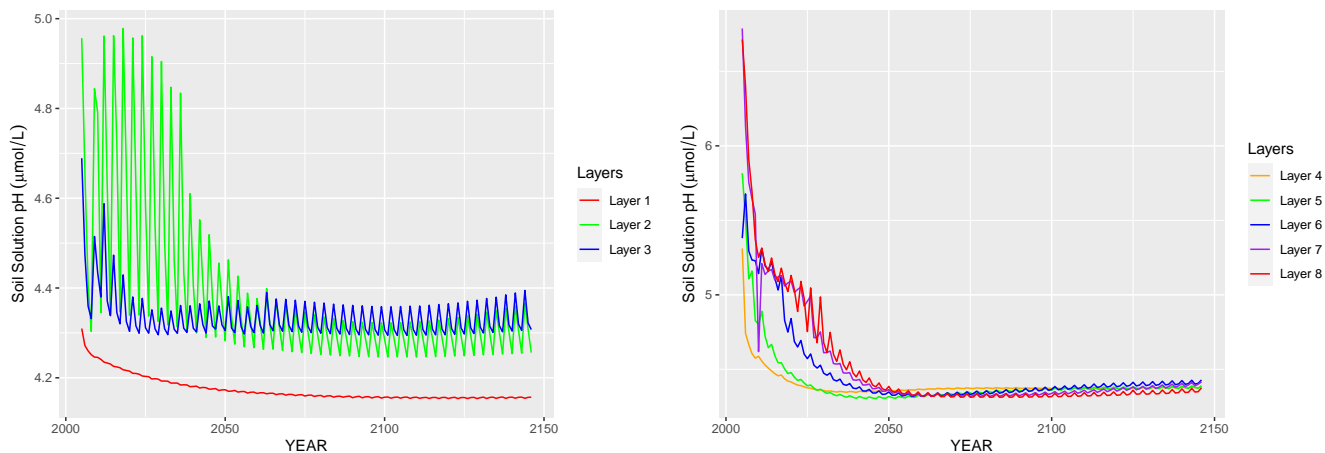 5.0
4.8
4.6
4.4
4.2
Soil Solution pH (μmol/L)
2000
2050
2100
2150
YEAR
Layers
Layer 1
Layer 2
Layer 3
6
5
Soil Solution pH (μmol/L)
2000
2050
2100
2150
YEAR
Layers
Layer 4
Layer 5
Layer 6
Layer 7
Layer 8